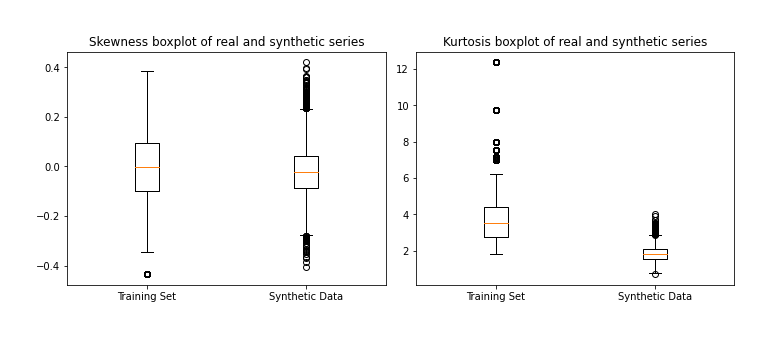 Skewness boxplot of real and synthetic series
0.4
0.2
0.0
−0.2
−0.4
Training Set
Synthetic Data
Kurtosis boxplot of real and synthetic series
12
10
8
6
4
2
Training Set
Synthetic Data